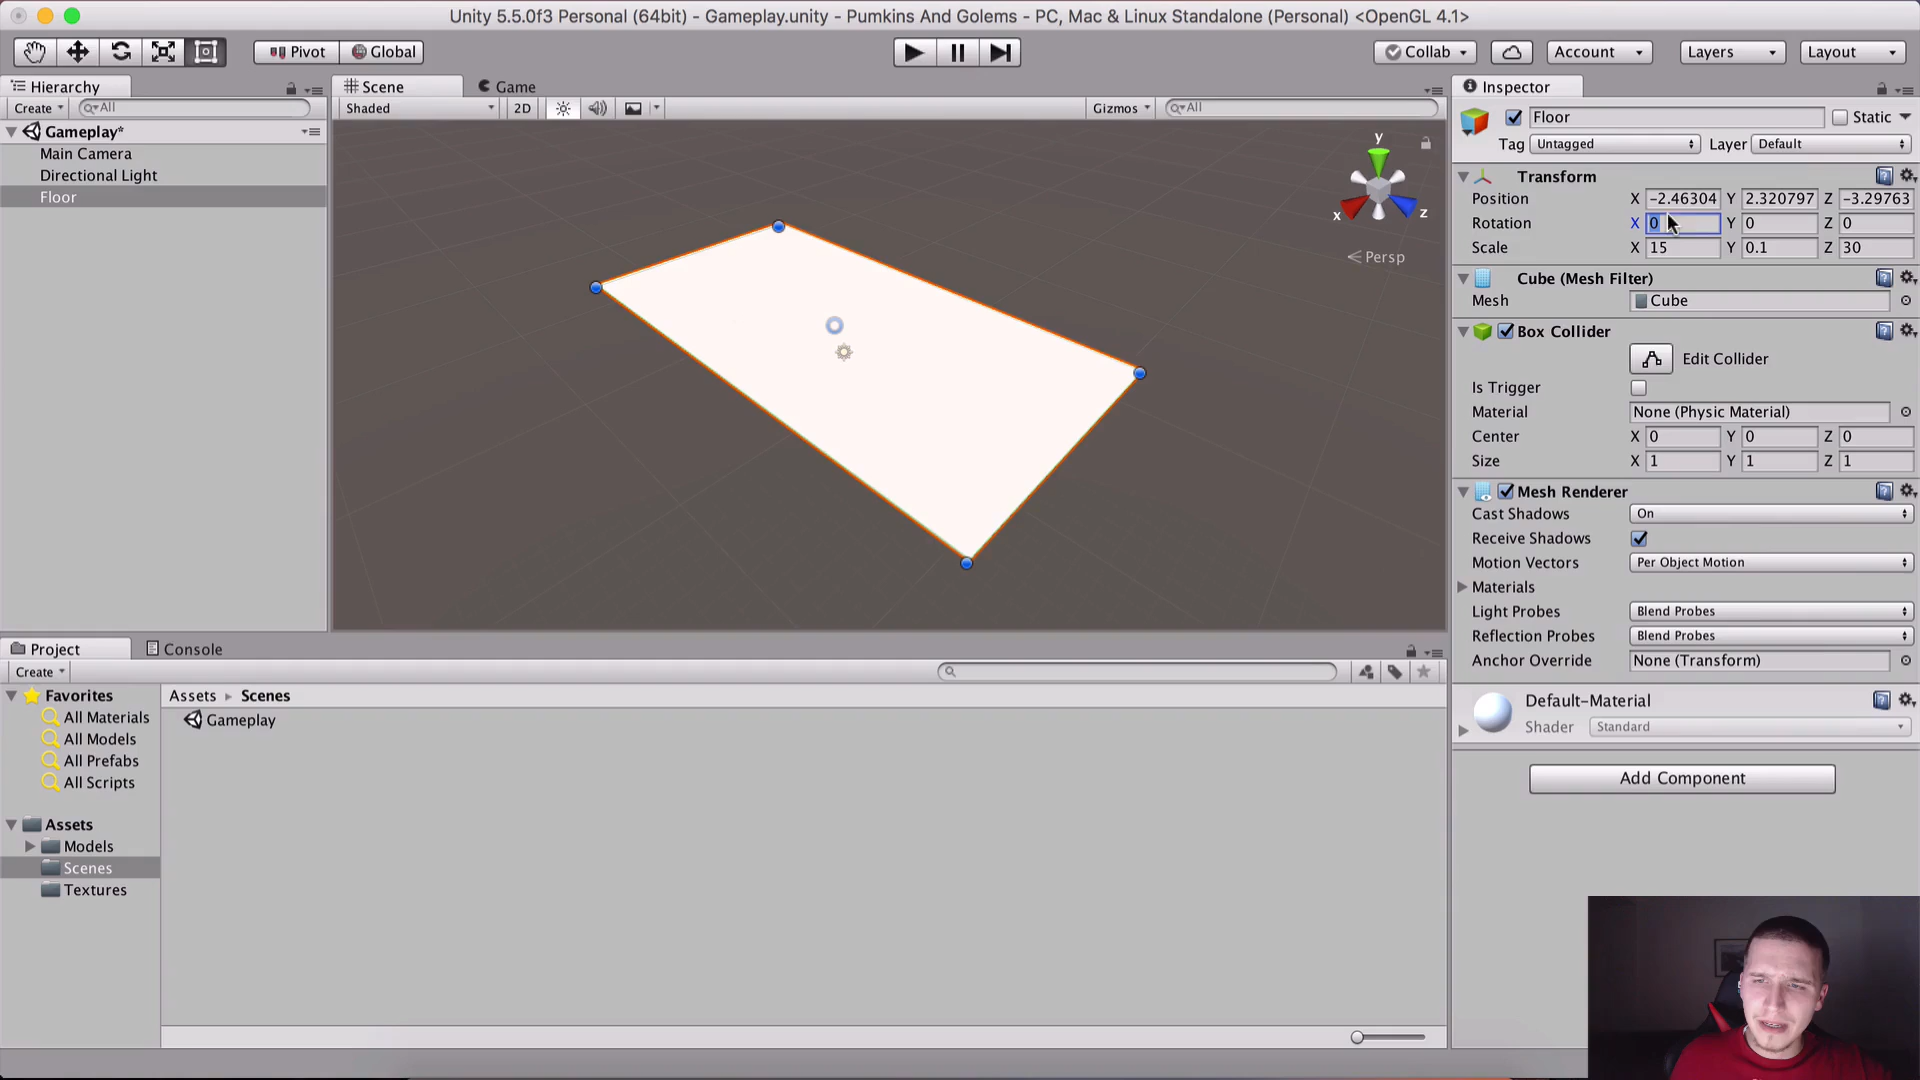 Unity 5.5.0f3 Personal (64bit) - Gameplay.unity - Pumkins And Golems - PC, Mac & Linux Standalone (Personal) <OpenGL 4.1>
Pivot Global Collab Account Layers Layout
Hierarchy
Create All
Gameplay*
Main Camera
Directional Light
Floor
Scene Game
Shaded 2D Gizmos All
y
x z
Persp
Inspector
Floor Static
Tag Untagged Layer Default
Transform
Position X -2.46304 Y 2.320797 Z -3.29763
Rotation X 0 Y 0 Z 0
Scale X 15 Y 0.1 Z 30
Cube (Mesh Filter)
Mesh Cube
Box Collider
Edit Collider
Is Trigger
Material None (Physic Material)
Center X 0 Y 0 Z 0
Size X 1 Y 1 Z 1
Mesh Renderer
Cast Shadows On
Receive Shadows
Motion Vectors Per Object Motion
Materials
Light Probes Blend Probes
Reflection Probes Blend Probes
Anchor Override None (Transform)
Default-Material
Shader Standard
Add Component
Project Console
Create
Favorites
All Materials
All Models
All Prefabs
All Scripts
Assets
Models
Scenes
Textures
Assets Scenes
Gameplay